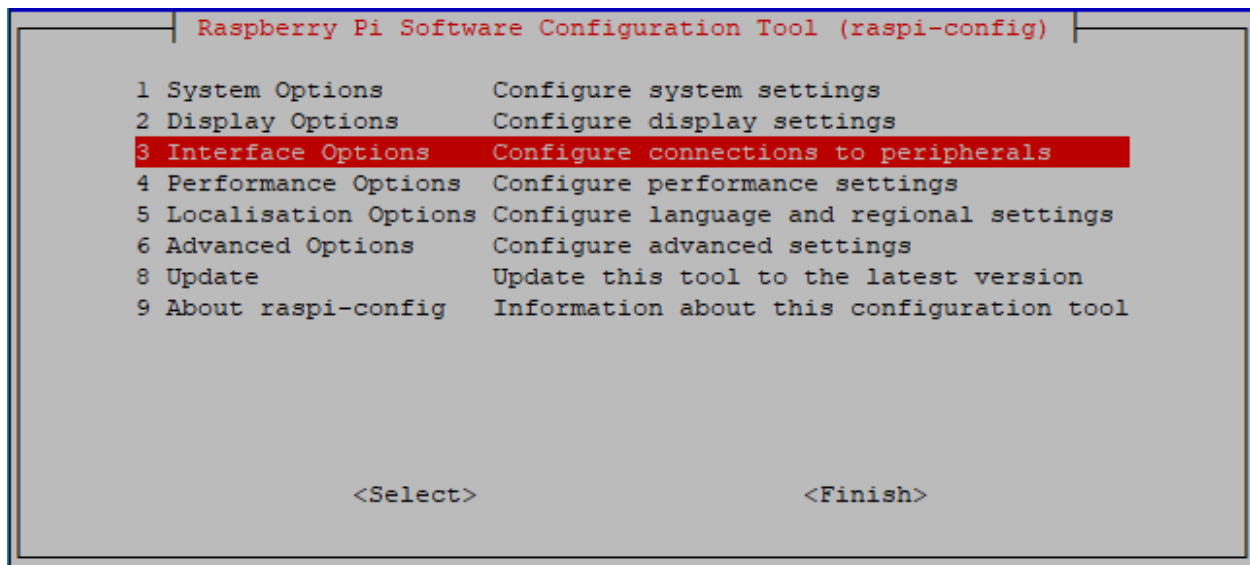 Raspberry Pi Software Configuration Tool (raspi-config)
1 System Options Configure system settings
2 Display Options Configure display settings
3 Interface Options Configure connections to peripherals
4 Performance Options Configure performance settings
5 Localisation Options Configure language and regional settings
6 Advanced Options Configure advanced settings
8 Update Update this tool to the latest version
9 About raspi-config Information about this configuration tool
<Select> <Finish>